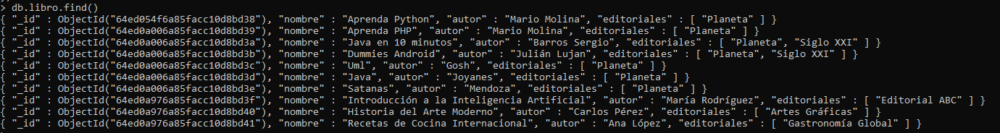 > db.libro.find()
{ "_id" : ObjectId("64ed054f6a85facc10d8bd38"), "nombre" : "Aprenda Python", "autor" : "Mario Molina", "editoriales" : [ "Planeta" ] }
{ "_id" : ObjectId("64ed0a006a85facc10d8bd39"), "nombre" : "Aprenda PHP", "autor" : "Mario Molina", "editoriales" : [ "Planeta" ] }
{ "_id" : ObjectId("64ed0a006a85facc10d8bd3a"), "nombre" : "Java en 10 minutos", "autor" : "Barros Sergio", "editoriales" : [ "Planeta", "Siglo XXI" ] }
{ "_id" : ObjectId("64ed0a006a85facc10d8bd3b"), "nombre" : "Dummies Android", "autor" : "Julián Lujan", "editoriales" : [ "Planeta", "Siglo XXI" ] }
{ "_id" : ObjectId("64ed0a006a85facc10d8bd3c"), "nombre" : "Uml", "autor" : "Gosh", "editoriales" : [ "Planeta" ] }
{ "_id" : ObjectId("64ed0a006a85facc10d8bd3d"), "nombre" : "Java", "autor" : "Joyanes", "editoriales" : [ "Planeta" ] }
{ "_id" : ObjectId("64ed0a006a85facc10d8bd3e"), "nombre" : "Satanas", "autor" : "Mendoza", "editoriales" : [ "Planeta" ] }
{ "_id" : ObjectId("64ed0a976a85facc10d8bd3f"), "nombre" : "Introducción a la Inteligencia Artificial", "autor" : "María Rodríguez", "editoriales" : [ "Editorial ABC" ] }
{ "_id" : ObjectId("64ed0a976a85facc10d8bd40"), "nombre" : "Historia del Arte Moderno", "autor" : "Carlos Pérez", "editoriales" : [ "Artes Gráficas" ] }
{ "_id" : ObjectId("64ed0a976a85facc10d8bd41"), "nombre" : "Recetas de Cocina Internacional", "autor" : "Ana López", "editoriales" : [ "Gastronomía Global" ] }